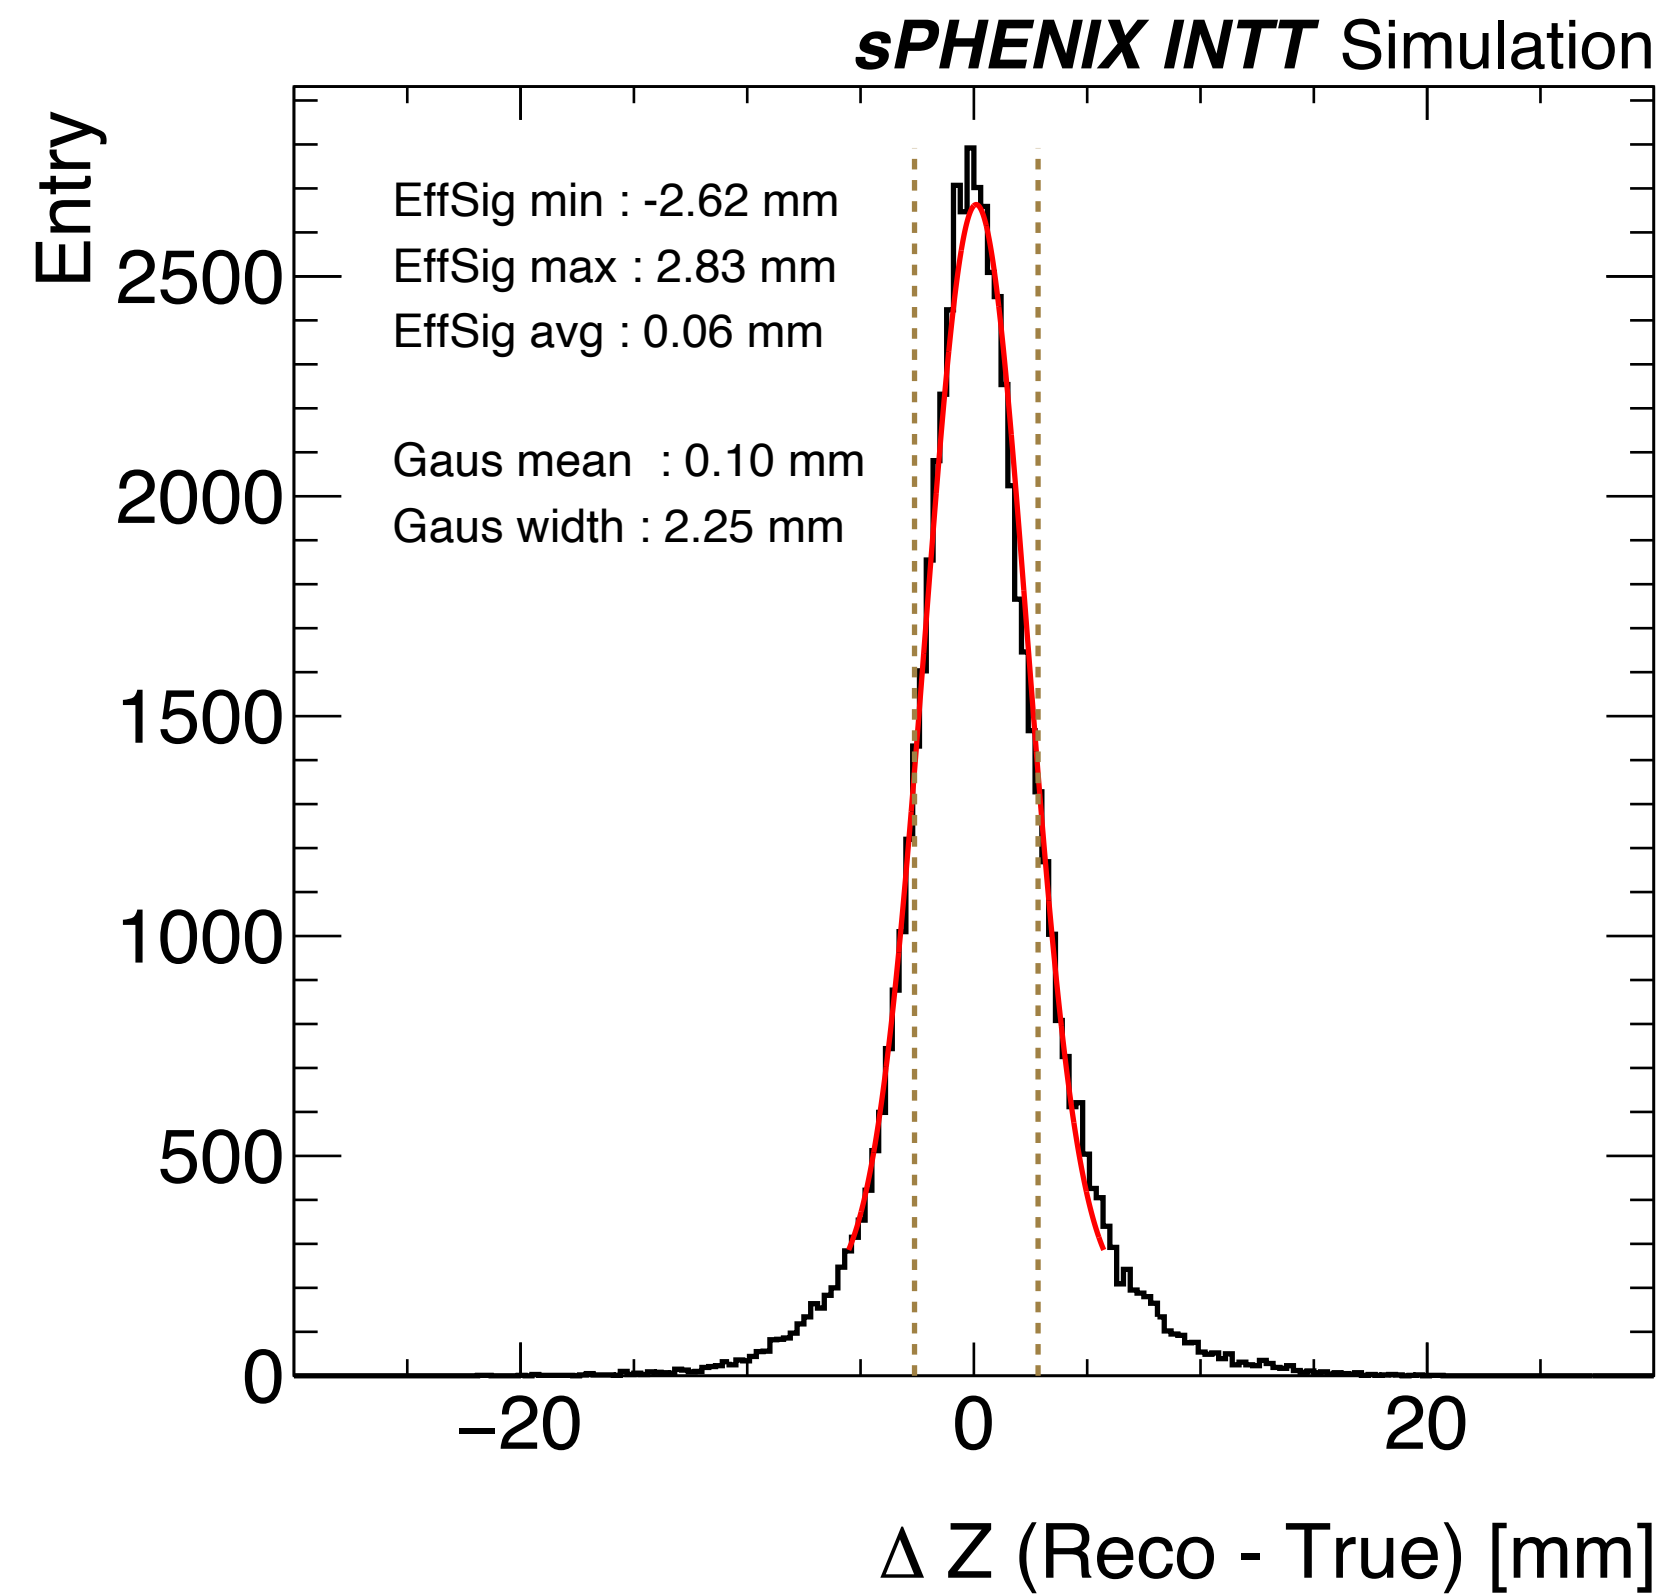 sPHENIX INTT Simulation
Entry
EffSig min : -2.62 mm
EffSig max : 2.83 mm
EffSig avg : 0.06 mm
Gaus mean : 0.10 mm
Gaus width : 2.25 mm
2500
2000
1500
1000
500
0
−20 0 20
Δ Z (Reco - True) [mm]